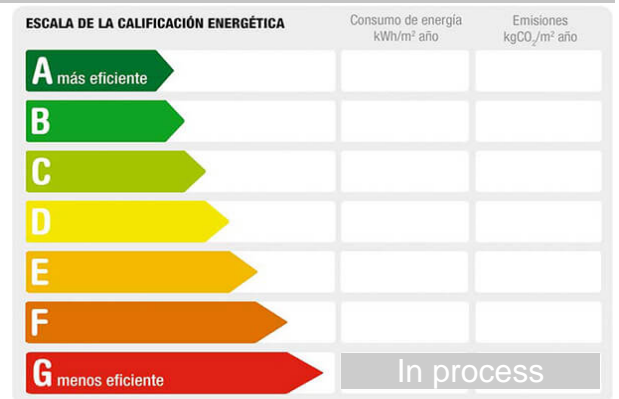 ESCALA DE LA CALIFICACIÓN ENERGÉTICA
Consumo de energía
kWh/m² año
Emisiones
kgCO₂/m² año
A más eficiente
B
C
D
E
F
G menos eficiente
In process